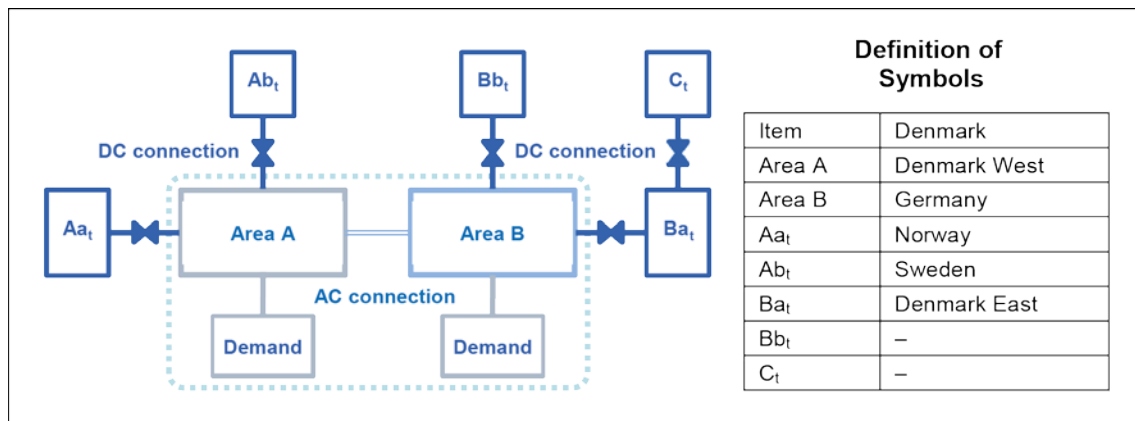 Ab_t
Bb_t
C_t
DC connection
DC connection
Aa_t
Area A
Area B
Ba_t
AC connection
Demand
Demand
Definition of
Symbols
Item Denmark
Area A Denmark West
Area B Germany
Aa_t Norway
Ab_t Sweden
Ba_t Denmark East
Bb_t –
C_t –